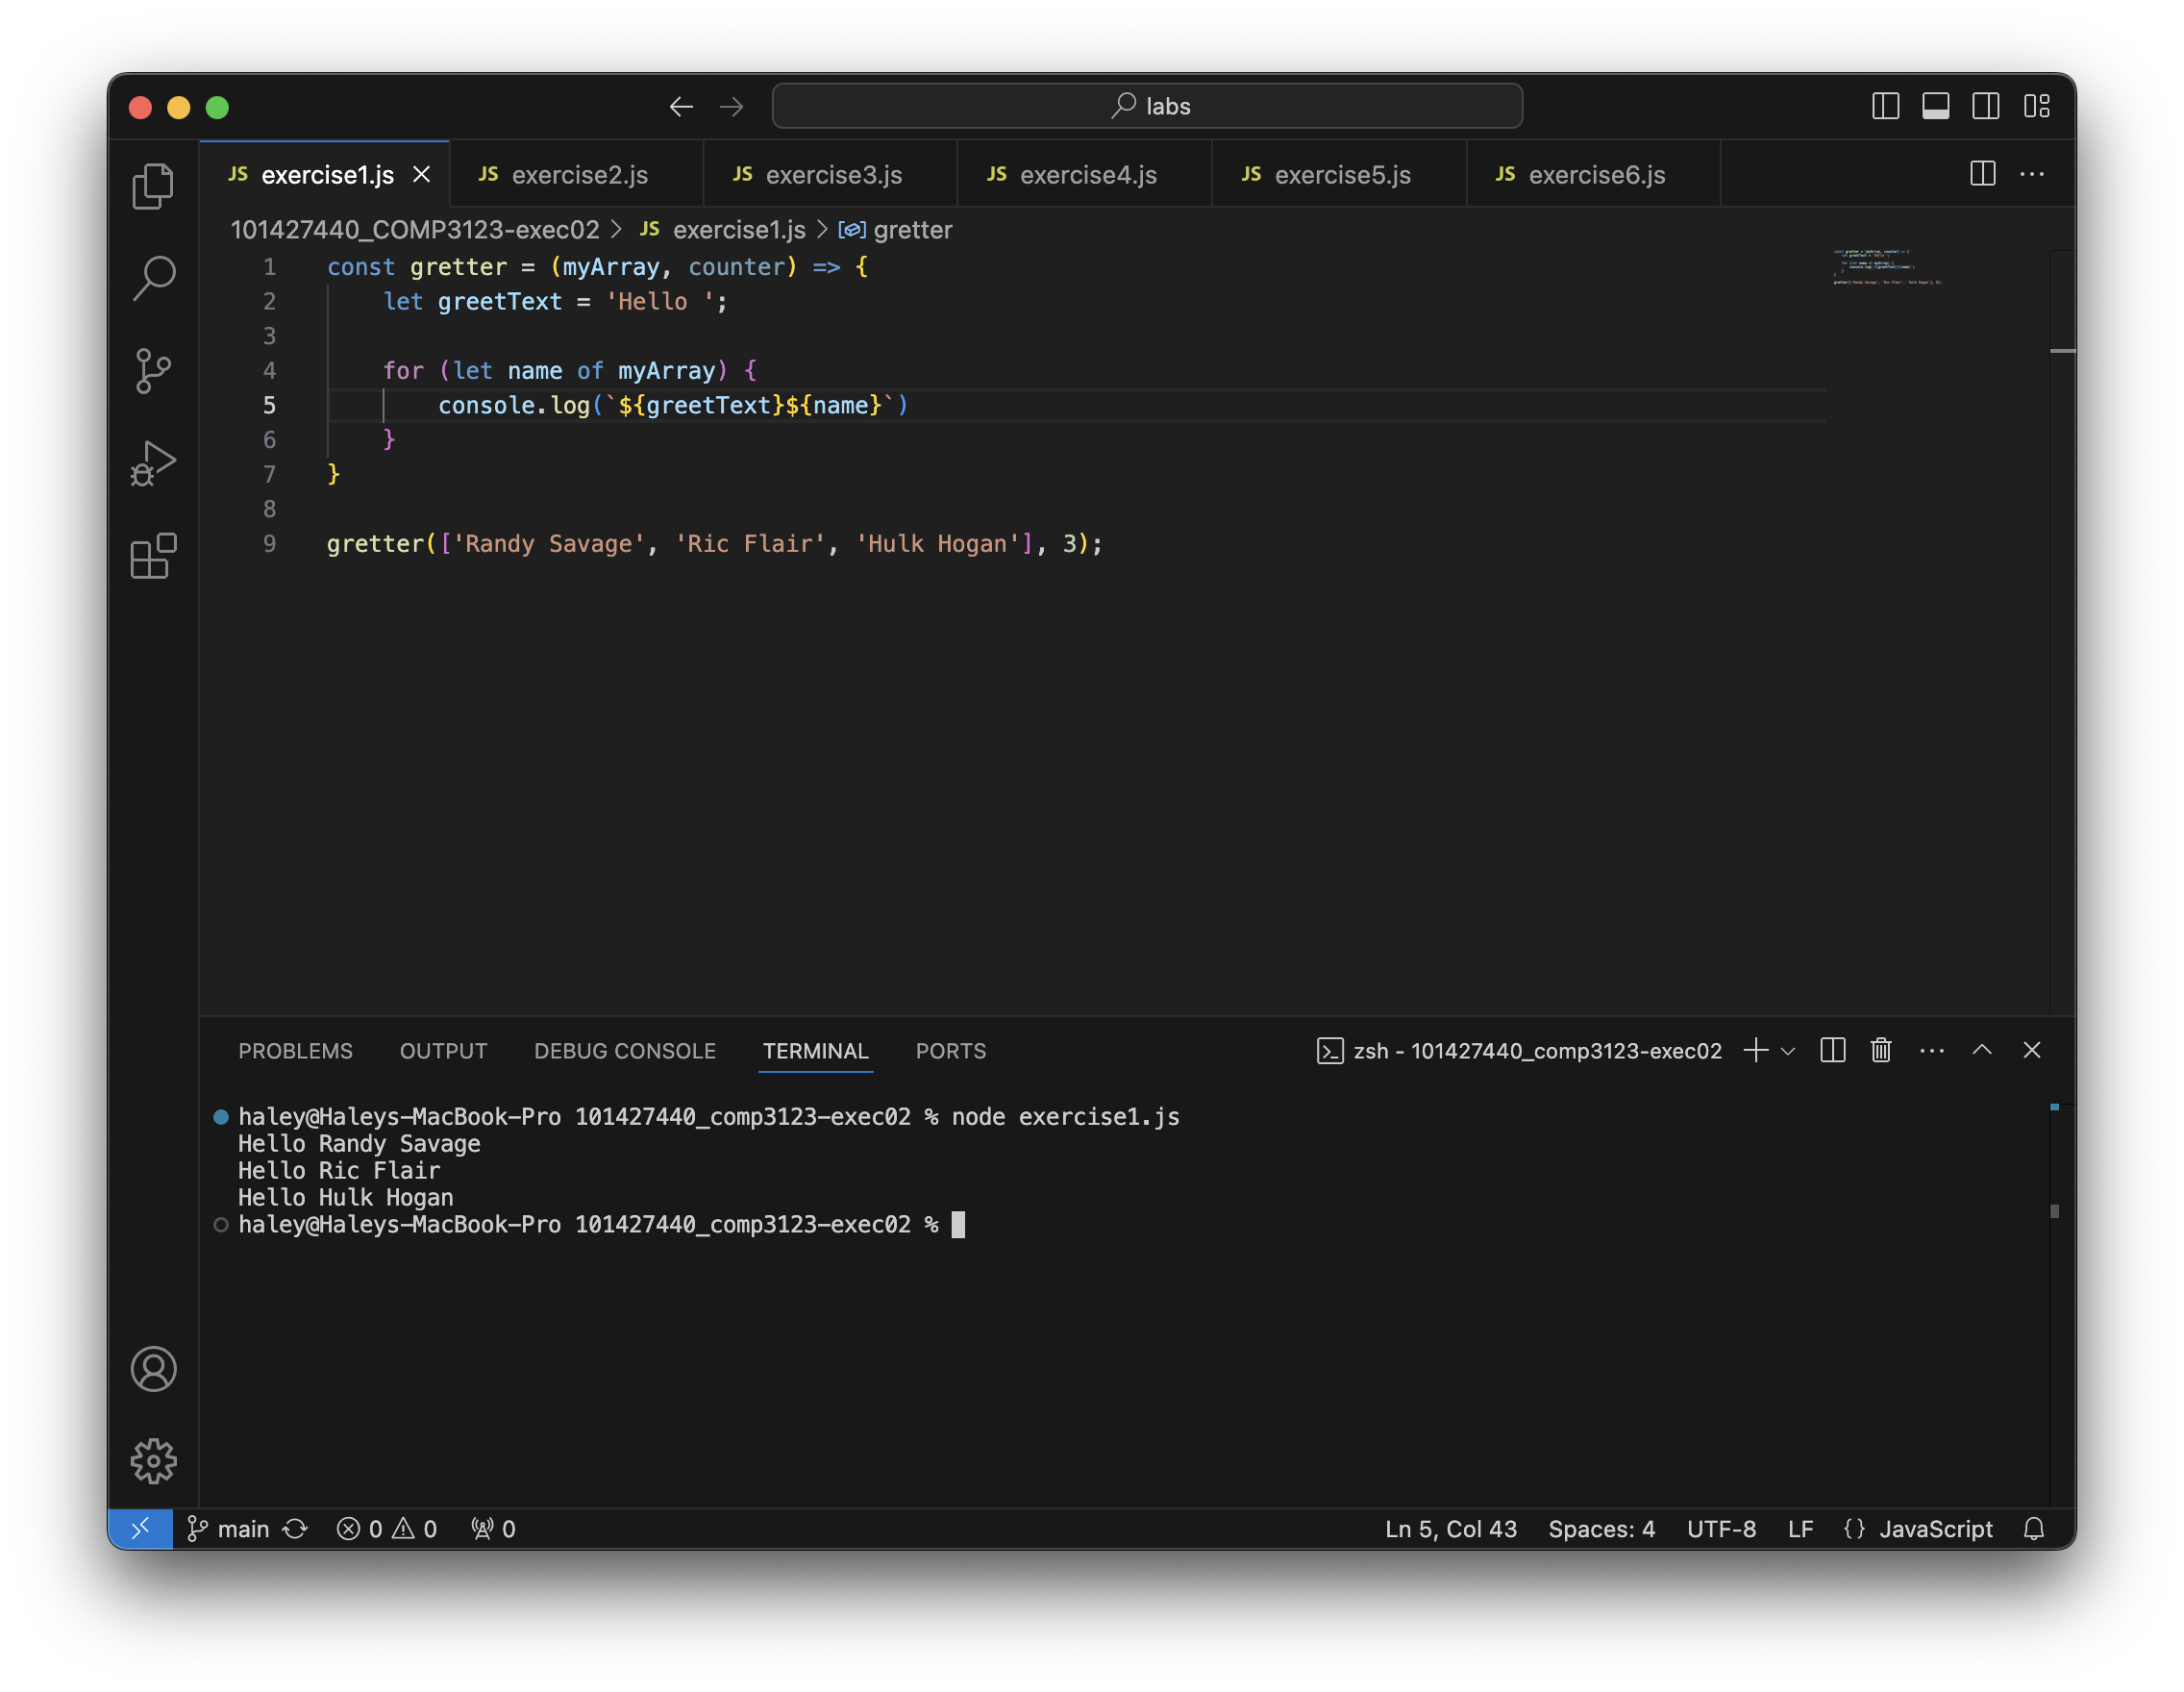 labs
JS exercise1.js JS exercise2.js JS exercise3.js JS exercise4.js JS exercise5.js JS exercise6.js
101427440_COMP3123-exec02 > JS exercise1.js > gretter
1 const gretter = (myArray, counter) => {
2     let greetText = 'Hello ';
3
4     for (let name of myArray) {
5         console.log(`${greetText}${name}`)
6     }
7 }
8
9 gretter(['Randy Savage', 'Ric Flair', 'Hulk Hogan'], 3);
PROBLEMS OUTPUT DEBUG CONSOLE TERMINAL PORTS zsh - 101427440_comp3123-exec02
haley@Haleys-MacBook-Pro 101427440_comp3123-exec02 % node exercise1.js
Hello Randy Savage
Hello Ric Flair
Hello Hulk Hogan
haley@Haleys-MacBook-Pro 101427440_comp3123-exec02 %
main 0 0 0 Ln 5, Col 43 Spaces: 4 UTF-8 LF {} JavaScript